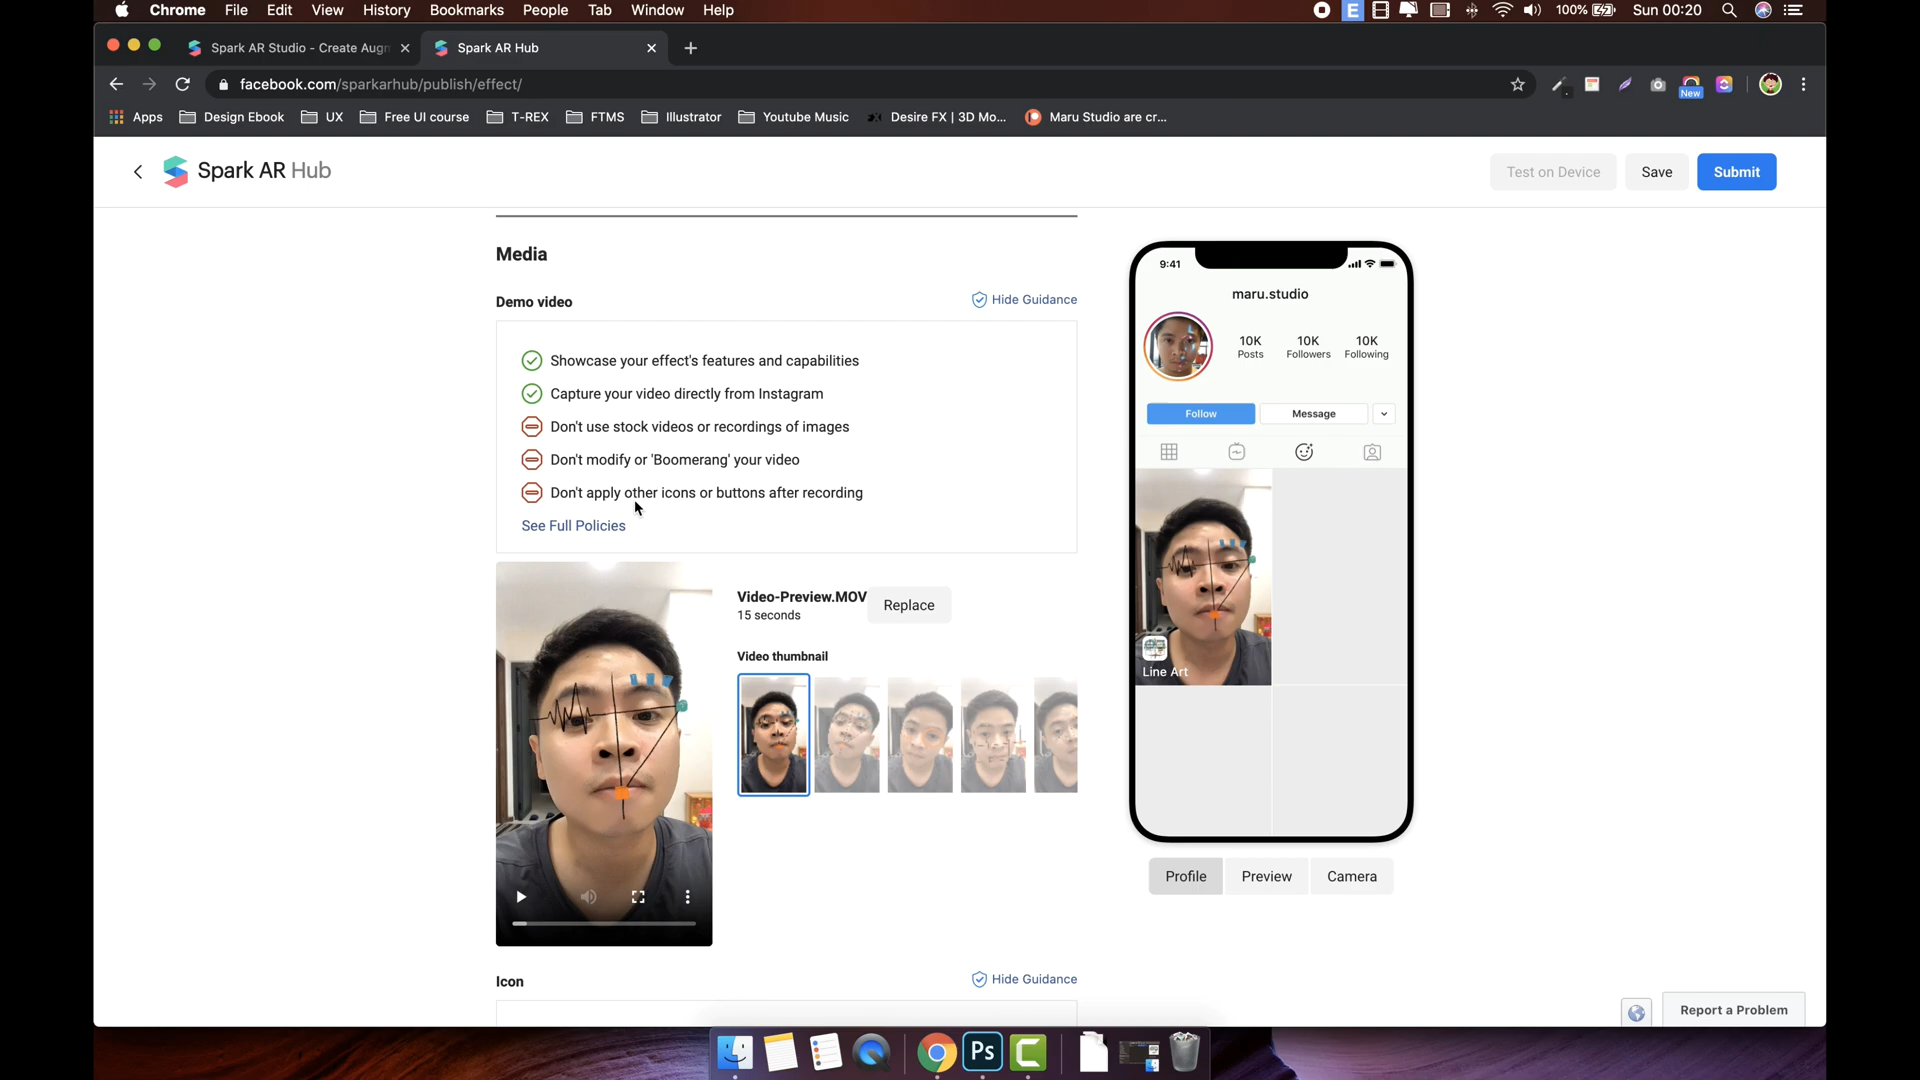 Chrome File Edit View History Bookmarks People Tab Window Help
100% Sun 00:20
Spark AR Studio - Create Augm
Spark AR Hub
facebook.com/sparkarhub/publish/effect/
New
Apps
Design Ebook
UX
Free UI course
T-REX
FTMS
Illustrator
Youtube Music
Desire FX | 3D Mo...
Maru Studio are cr...
Spark AR Hub
Test on Device
Save
Submit
Media
Demo video
Hide Guidance
Showcase your effect's features and capabilities
Capture your video directly from Instagram
Don't use stock videos or recordings of images
Don't modify or 'Boomerang' your video
Don't apply other icons or buttons after recording
See Full Policies
Video-Preview.MOV
15 seconds
Replace
Video thumbnail
Icon
Hide Guidance
9:41
maru.studio
10K 10K 10K
Posts Followers Following
Follow
Message
Line Art
Profile
Preview
Camera
Report a Problem
Ps